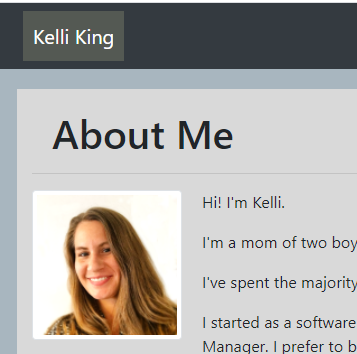 Kelli King
About Me
Hi! I'm Kelli.
I'm a mom of two boy
I've spent the majority
I started as a software
Manager. I prefer to b